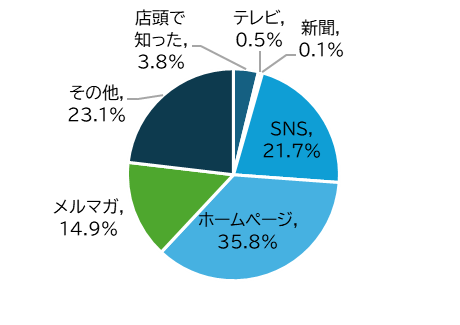 店頭で
知った,
3.8%
テレビ,
0.5%
新聞,
0.1%
SNS,
21.7%
ホームページ,
35.8%
メルマガ,
14.9%
その他,
23.1%